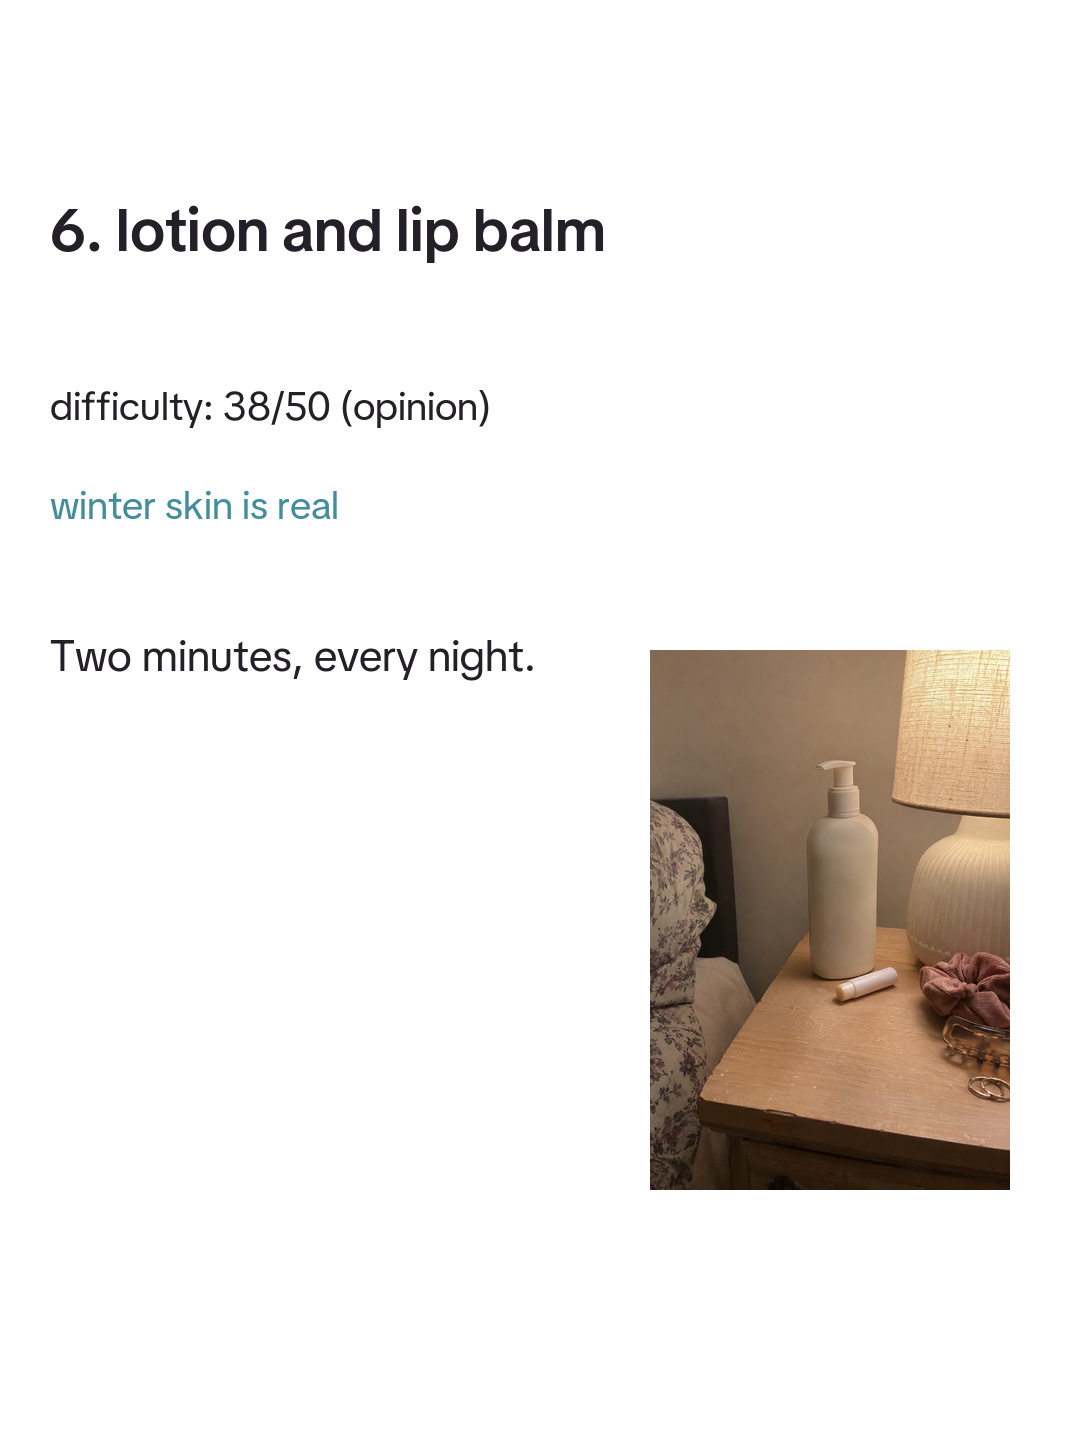 6. lotion and lip balm
difficulty: 38/50 (opinion)
winter skin is real
Two minutes, every night.